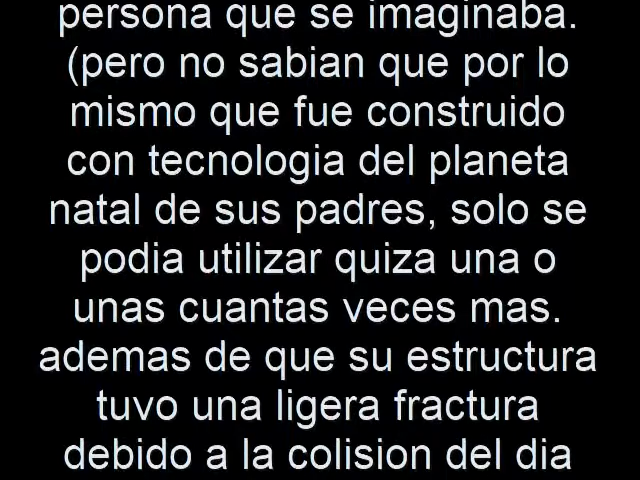 persona que se imaginaba.
(pero no sabian que por lo
mismo que fue construido
con tecnologia del planeta
natal de sus padres, solo se
podia utilizar quiza una o
unas cuantas veces mas.
ademas de que su estructura
tuvo una ligera fractura
debido a la colision del dia